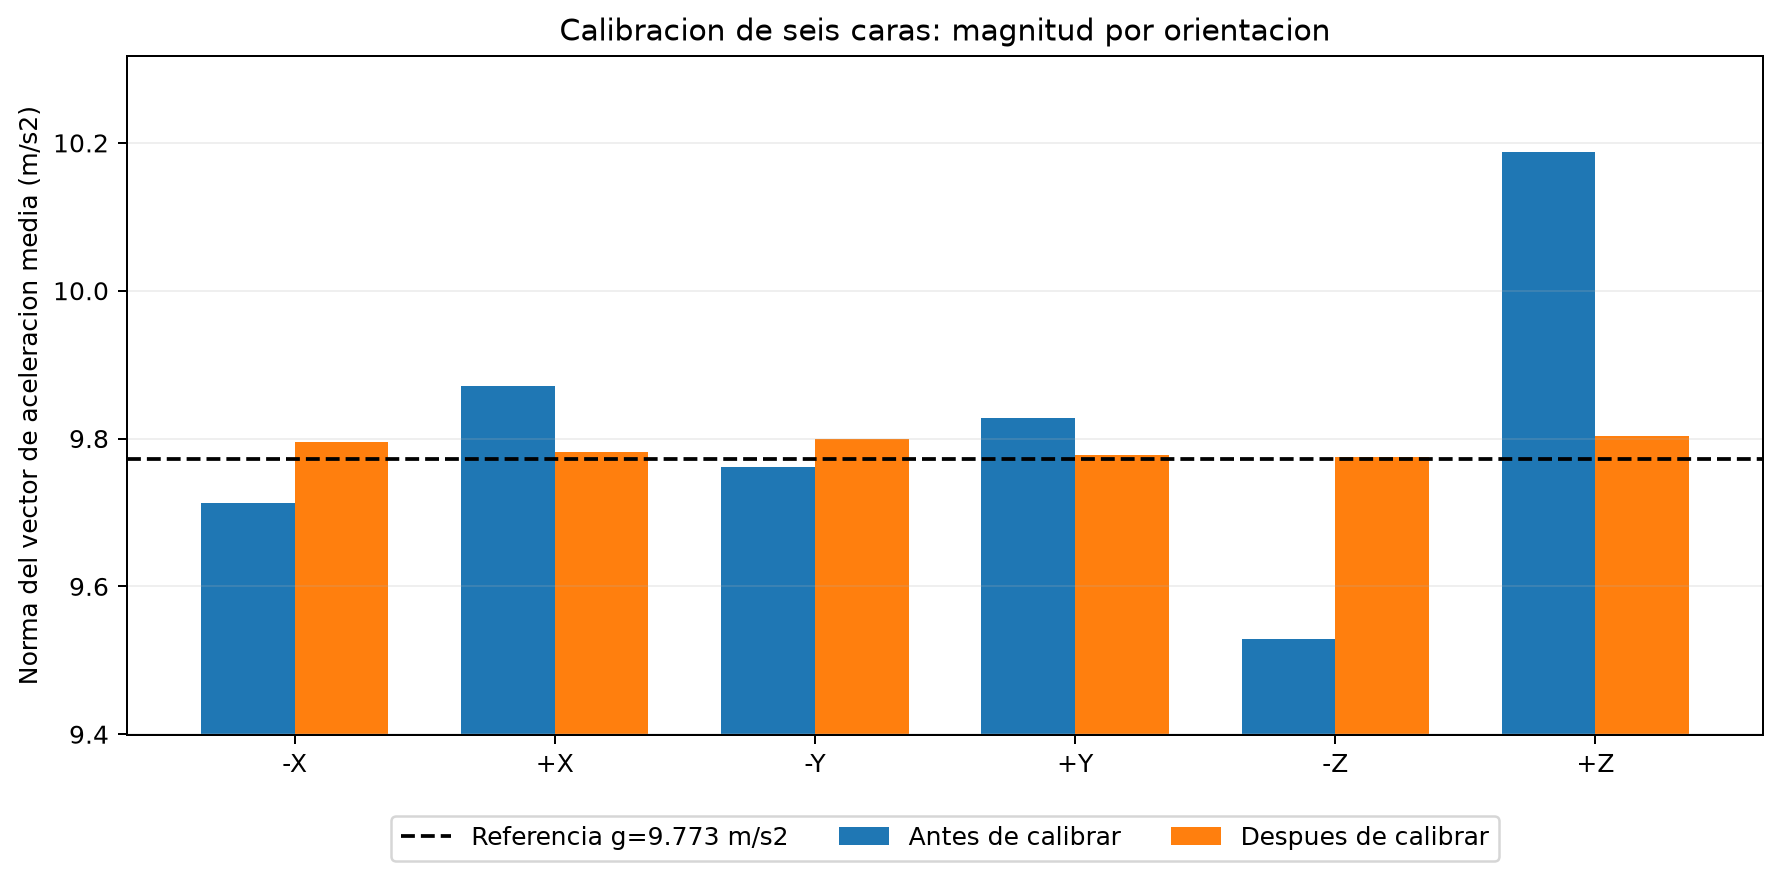 Calibracion de seis caras: magnitud por orientacion
Norma del vector de aceleracion media (m/s2)
10.2
10.0
9.8
9.6
9.4
-X +X -Y +Y -Z +Z
Referencia g=9.773 m/s2 Antes de calibrar Despues de calibrar